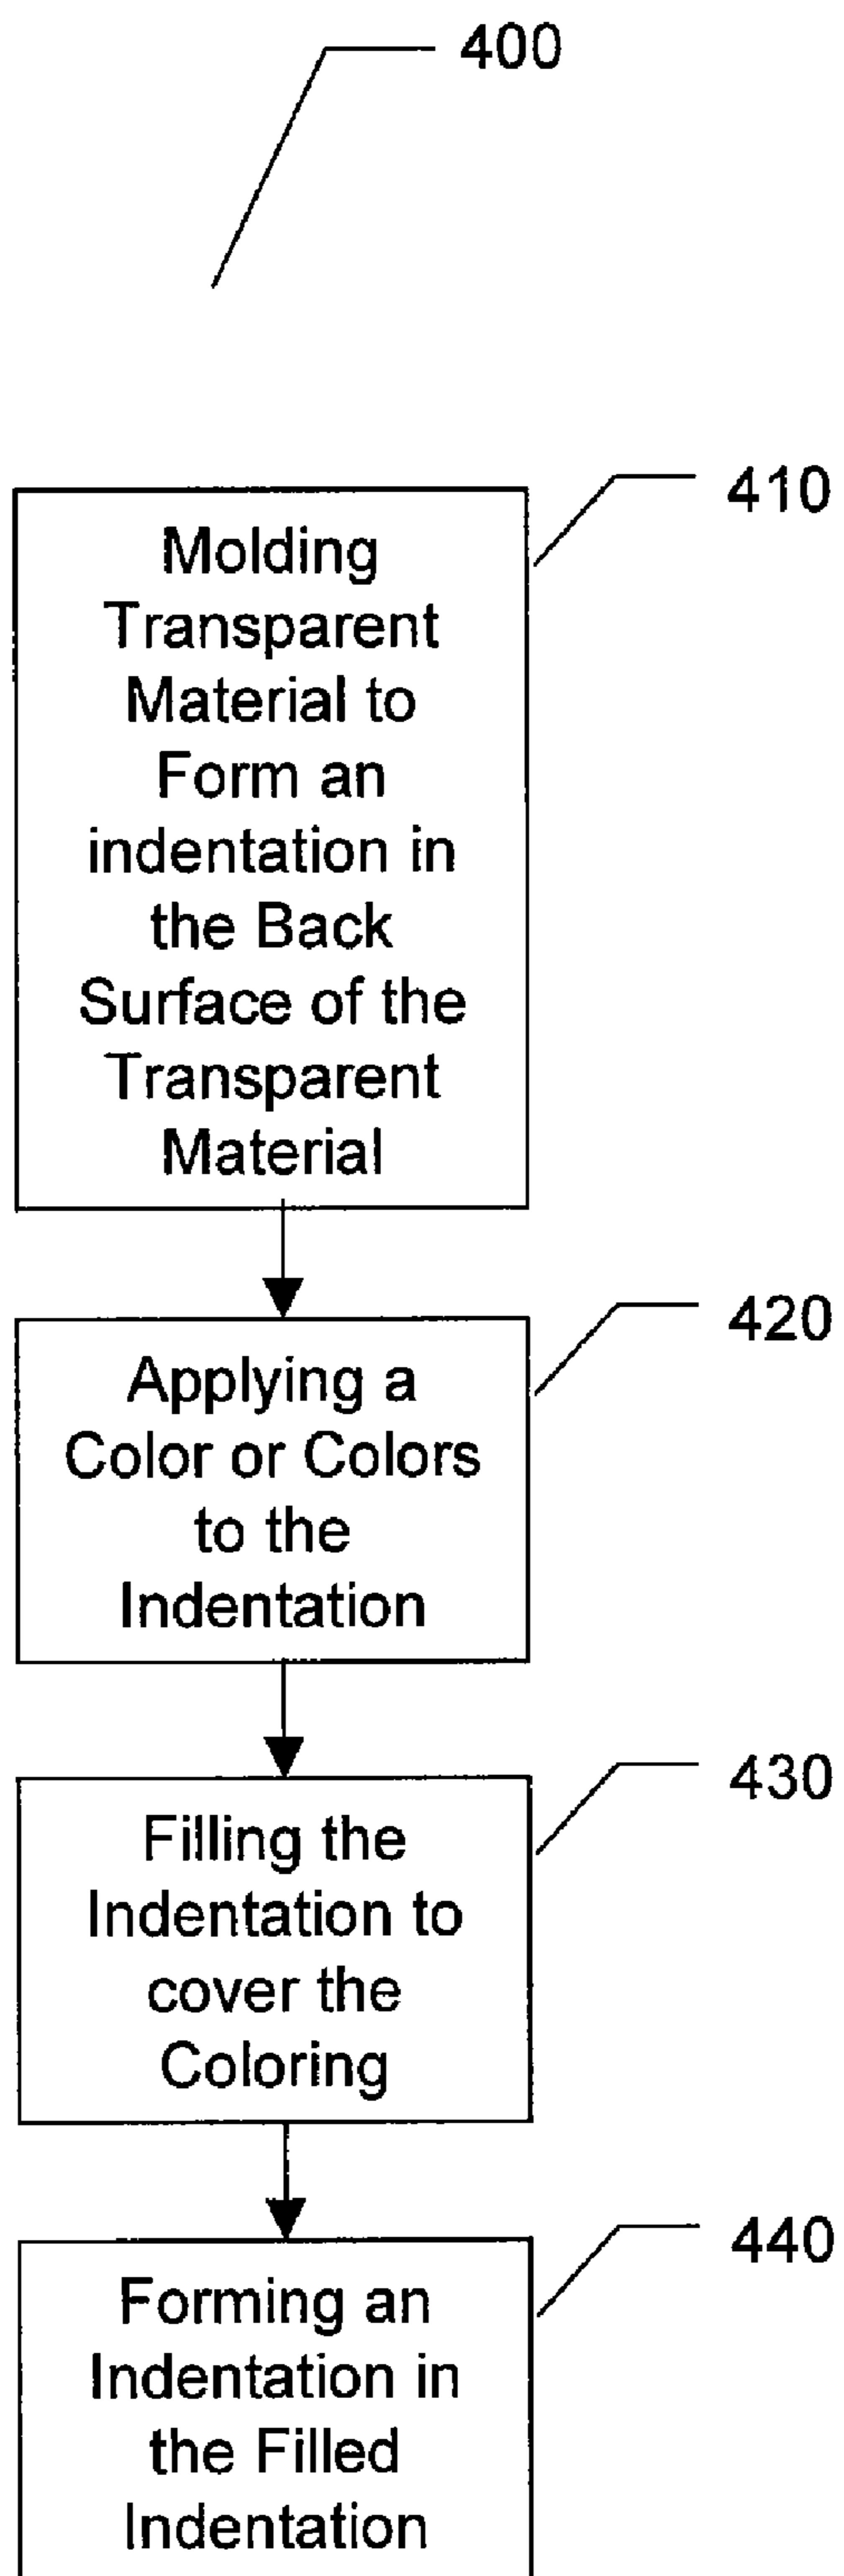 400
410
Molding
Transparent
Material to
Form an
indentation in
the Back
Surface of the
Transparent
Material
420
Applying a
Color or Colors
to the
Indentation
430
Filling the
Indentation to
cover the
Coloring
440
Forming an
Indentation in
the Filled
Indentation